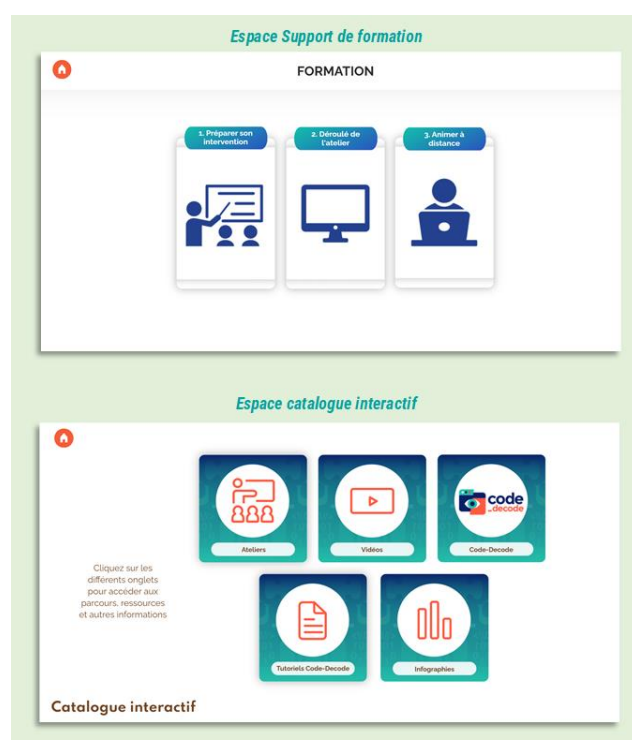 Espace Support de formation
FORMATION
1. Préparer son
intervention
2. Déroulé de
l'atelier
3. Animer à
distance
Espace catalogue interactif
Ateliers
Vidéos
code
_decode
Code-Decode
Cliquez sur les
différents onglets
pour accéder aux
parcours, ressources
et autres informations
Tutoriels Code-Decode
Infographies
Catalogue interactif